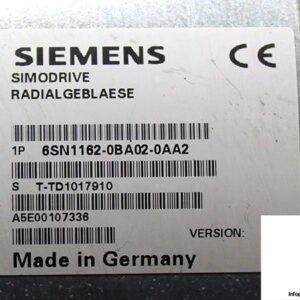 SIEMENS
CE
SIMODRIVE
RADIALGEBLAESE
1P 6SN1162-0BA02-0AA2
S T-TD1017910
A5E00107336
VERSION:
Made in Germany